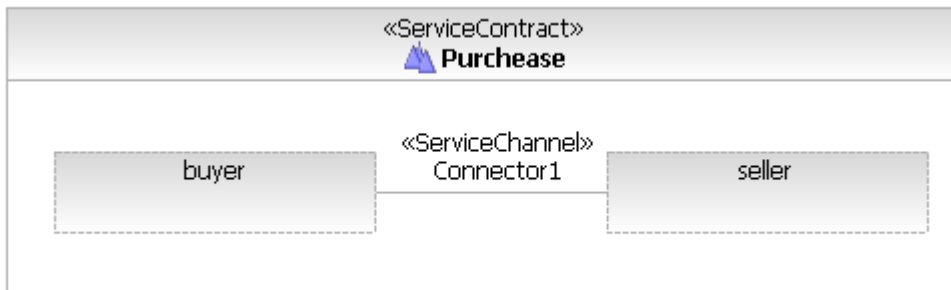 «ServiceContract»
Purchease
«ServiceChannel»
buyer Connector1 seller